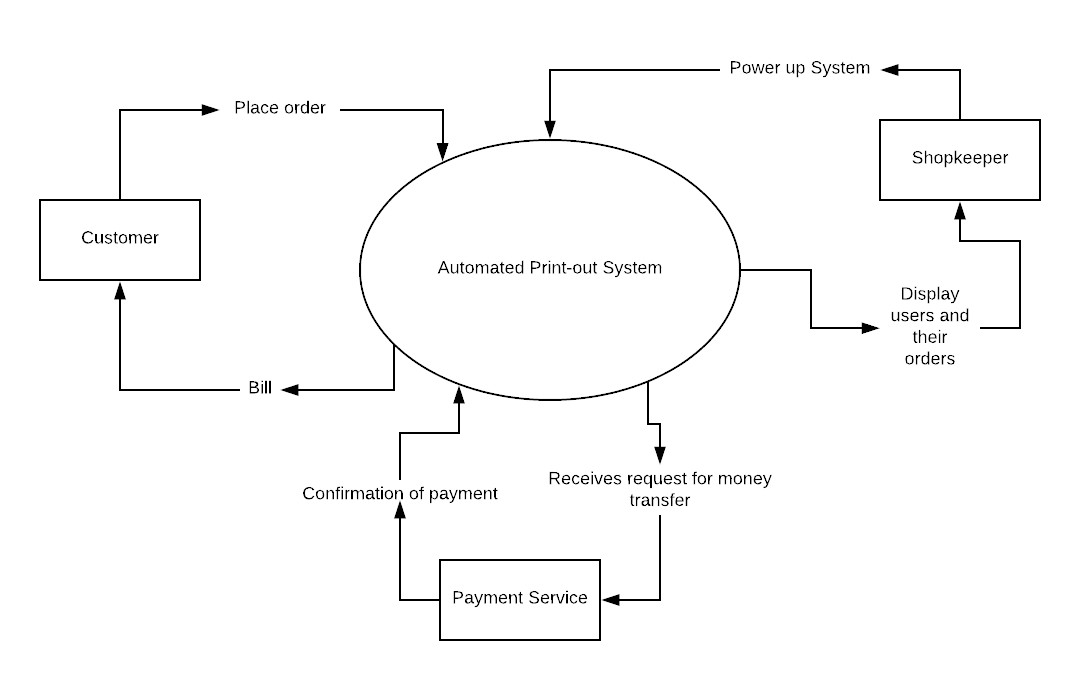 Power up System
Place order
Shopkeeper
Customer
Automated Print-out System
Display
users and
their
orders
Bill
Receives request for money
transfer
Confirmation of payment
Payment Service